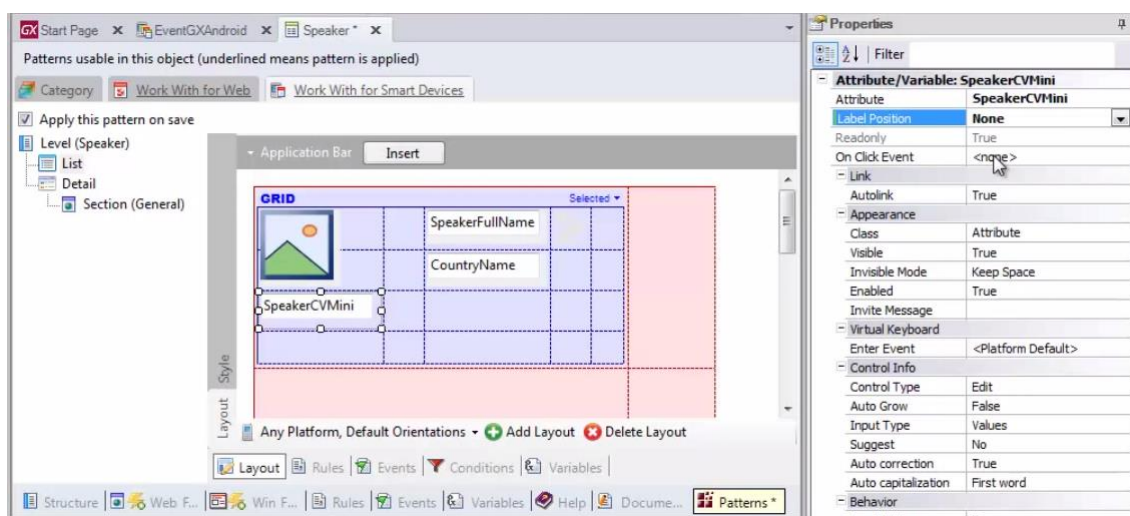 GX Start Page x EventGXAndroid x Speaker * x
Patterns usable in this object (underlined means pattern is applied)
Category Work With for Web Work With for Smart Devices
Apply this pattern on save
Level (Speaker)
List
Detail
Section (General)
Application Bar Insert
GRID Selected
SpeakerFullName
CountryName
SpeakerCVMini
Style
Layout
Any Platform, Default Orientations Add Layout Delete Layout
Layout Rules Events Conditions Variables
Structure Web F... Win F... Rules Events Variables Help Docume... Patterns *
Properties
Filter
Attribute/Variable: SpeakerCVMini
Attribute SpeakerCVMini
Label Position None
Readonly True
On Click Event <none>
Link
Autolink True
Appearance
Class Attribute
Visible True
Invisible Mode Keep Space
Enabled True
Invite Message
Virtual Keyboard
Enter Event <Platform Default>
Control Info
Control Type Edit
Auto Grow False
Input Type Values
Suggest No
Auto correction True
Auto capitalization First word
Behavior